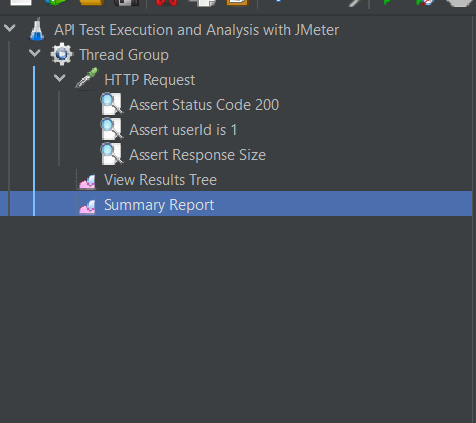 API Test Execution and Analysis with JMeter
Thread Group
HTTP Request
Assert Status Code 200
Assert userId is 1
Assert Response Size
View Results Tree
Summary Report